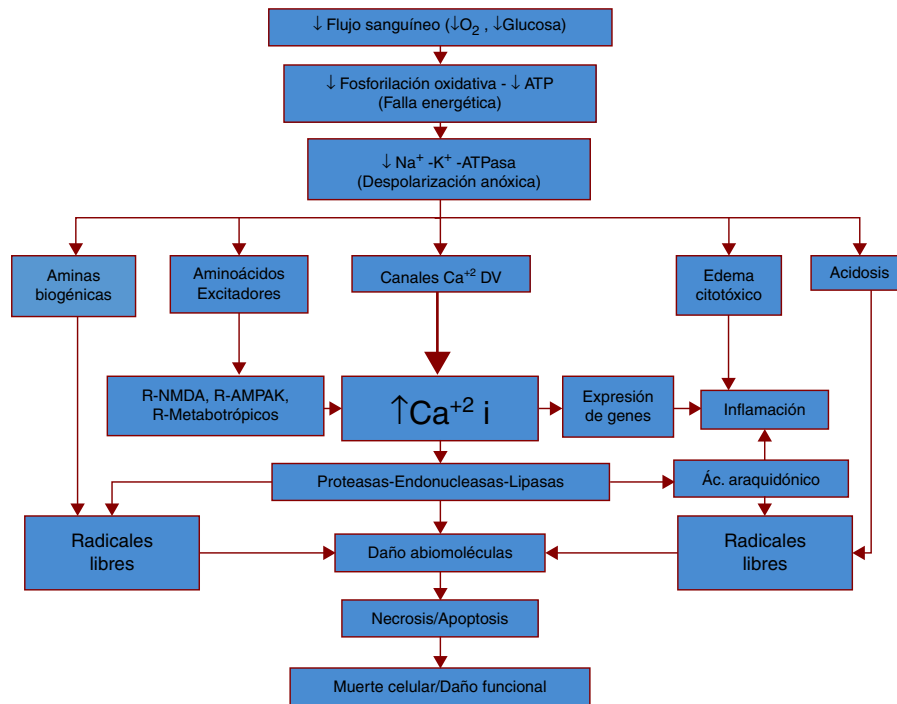 ↓ Flujo sanguíneo (↓O₂ , ↓Glucosa)
↓ Fosforilación oxidativa - ↓ ATP
(Falla energética)
↓ Na⁺ -K⁺ -ATPasa
(Despolarización anóxica)
Aminas
biogénicas
Aminoácidos
Excitadores
Canales Ca⁺² DV
Edema
citotóxico
Acidosis
R-NMDA, R-AMPAK,
R-Metabotrópicos
↑Ca⁺² i
Expresión
de genes
Inflamación
Proteasas-Endonucleasas-Lipasas
Ác. araquidónico
Radicales
libres
Daño abiomoléculas
Radicales
libres
Necrosis/Apoptosis
Muerte celular/Daño funcional